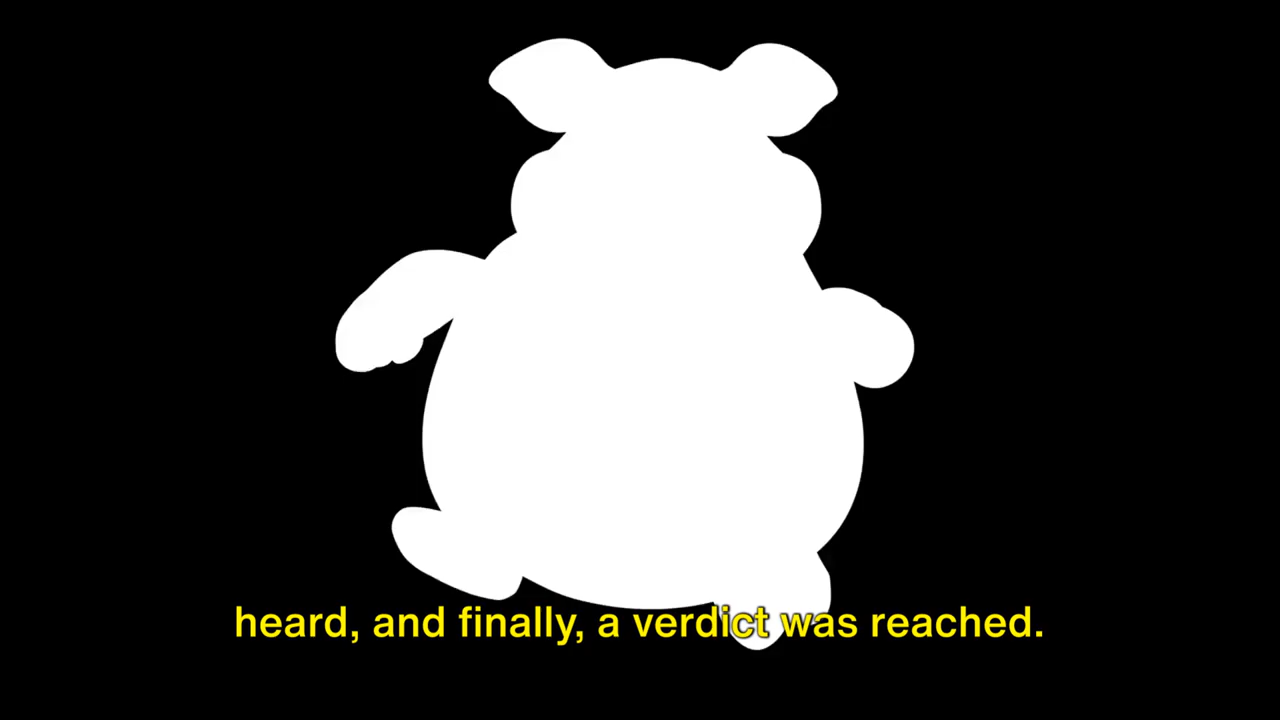 heard, and finally, a verdict was reached.